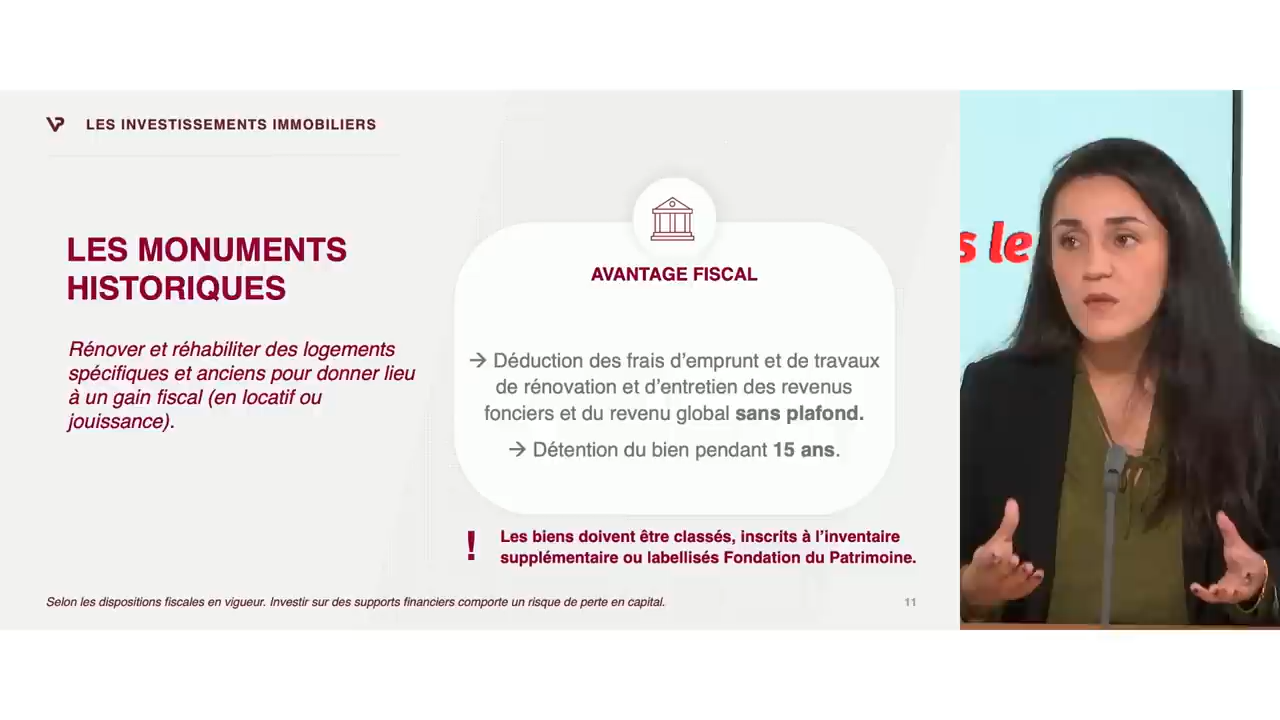 LES INVESTISSEMENTS IMMOBILIERS
LES MONUMENTS
HISTORIQUES
Rénover et réhabiliter des logements
spécifiques et anciens pour donner lieu
à un gain fiscal (en locatif ou
jouissance).
AVANTAGE FISCAL
→ Déduction des frais d’emprunt et de travaux
de rénovation et d’entretien des revenus
fonciers et du revenu global sans plafond.
→ Détention du bien pendant 15 ans.
! Les biens doivent être classés, inscrits à l’inventaire
supplémentaire ou labellisés Fondation du Patrimoine.
Selon les dispositions fiscales en vigueur. Investir sur des supports financiers comporte un risque de perte en capital.
11
s le